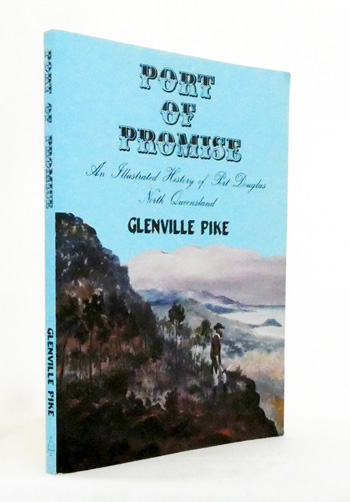 PORT
OF
PROMISE
An Illustrated History of Port Douglas
North Queensland
GLENVILLE PIKE
PORT OF PROMISE
GLENVILLE PIKE